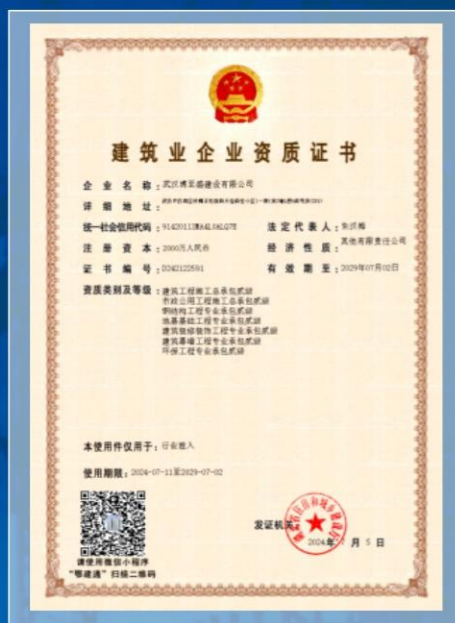 建筑业企业资质证书
企业名称：武汉博至盛建设有限公司
详细地址：
统一社会信用代码： 法定代表人：朱汉梅
注册资本：2000万人民币 经济性质：其他有限责任公司
证书编号：D242122591 有效期至：2029年07月02日
资质类别及等级：建筑工程施工总承包贰级
市政公用工程施工总承包贰级
钢结构工程专业承包贰级
地基基础工程专业承包贰级
建筑装修装饰工程专业承包贰级
建筑幕墙工程专业承包贰级
环保工程专业承包贰级
本使用件仅用于：行业准入
使用期限：2024-07-11至2029-07-02
发证机关
2024年 月 5 日
请使用微信小程序
“鄂建通”扫描二维码